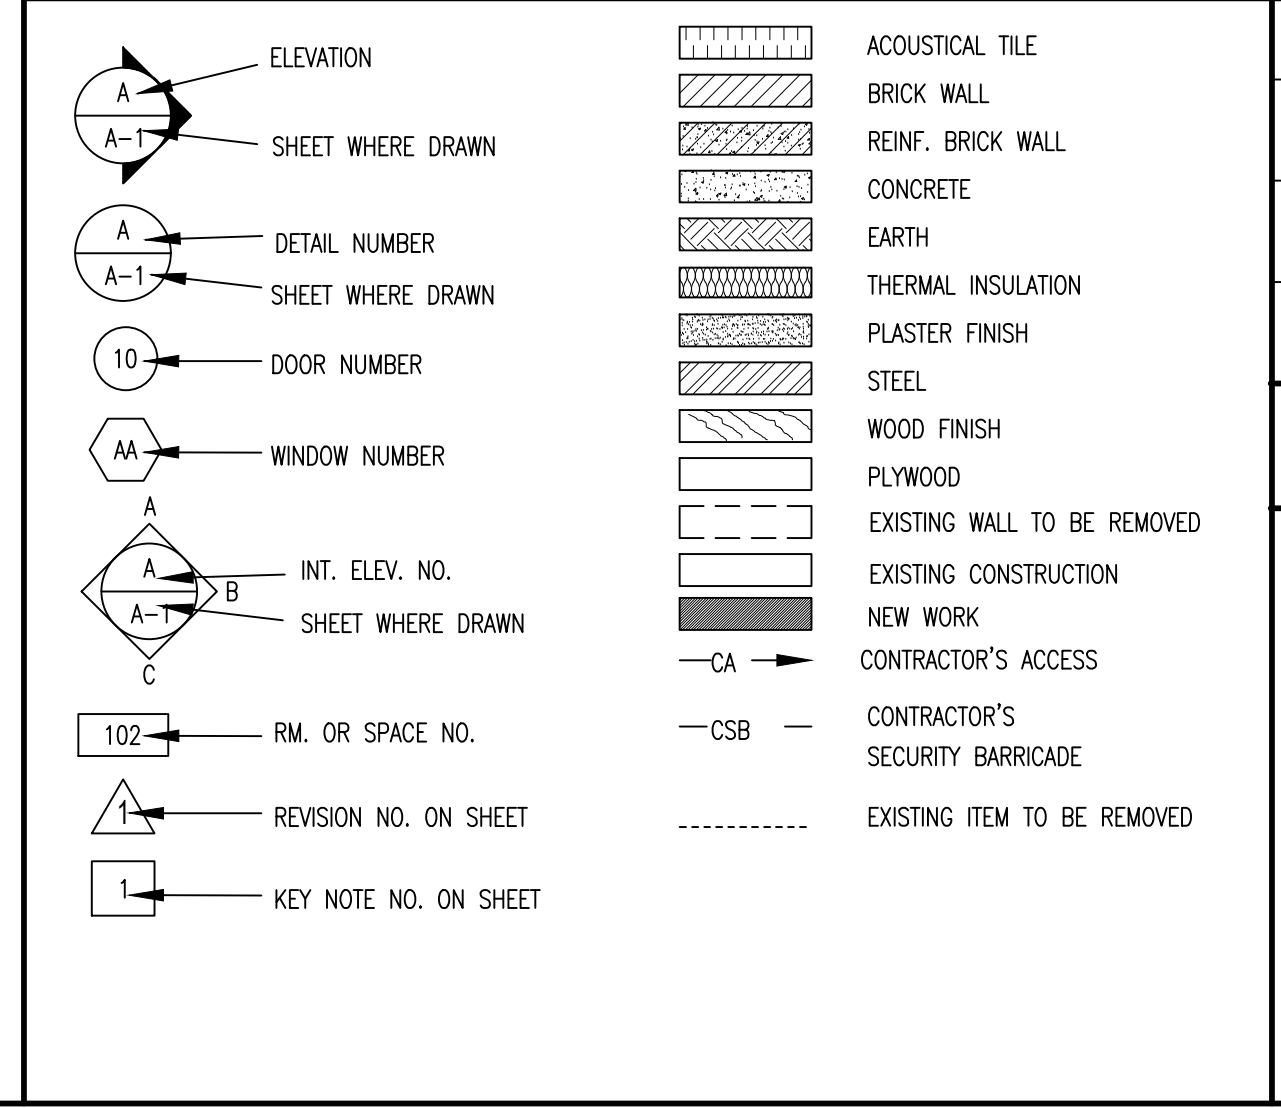 A
A-1
ELEVATION
SHEET WHERE DRAWN
A
A-1
DETAIL NUMBER
SHEET WHERE DRAWN
10
DOOR NUMBER
AA
WINDOW NUMBER
A
A
A-1
B
C
INT. ELEV. NO.
SHEET WHERE DRAWN
102
RM. OR SPACE NO.
1
REVISION NO. ON SHEET
1
KEY NOTE NO. ON SHEET
ACOUSTICAL TILE
BRICK WALL
REINF. BRICK WALL
CONCRETE
EARTH
THERMAL INSULATION
PLASTER FINISH
STEEL
WOOD FINISH
PLYWOOD
EXISTING WALL TO BE REMOVED
EXISTING CONSTRUCTION
NEW WORK
CA
CONTRACTOR'S ACCESS
CSB
CONTRACTOR'S
SECURITY BARRICADE
EXISTING ITEM TO BE REMOVED